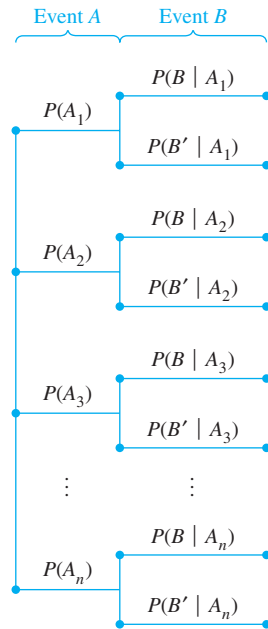 Event A Event B
P(B | A₁)
P(A₁)
P(B′ | A₁)
P(B | A₂)
P(A₂)
P(B′ | A₂)
P(B | A₃)
P(A₃)
P(B′ | A₃)
⋮ ⋮
P(B | Aₙ)
P(Aₙ)
P(B′ | Aₙ)